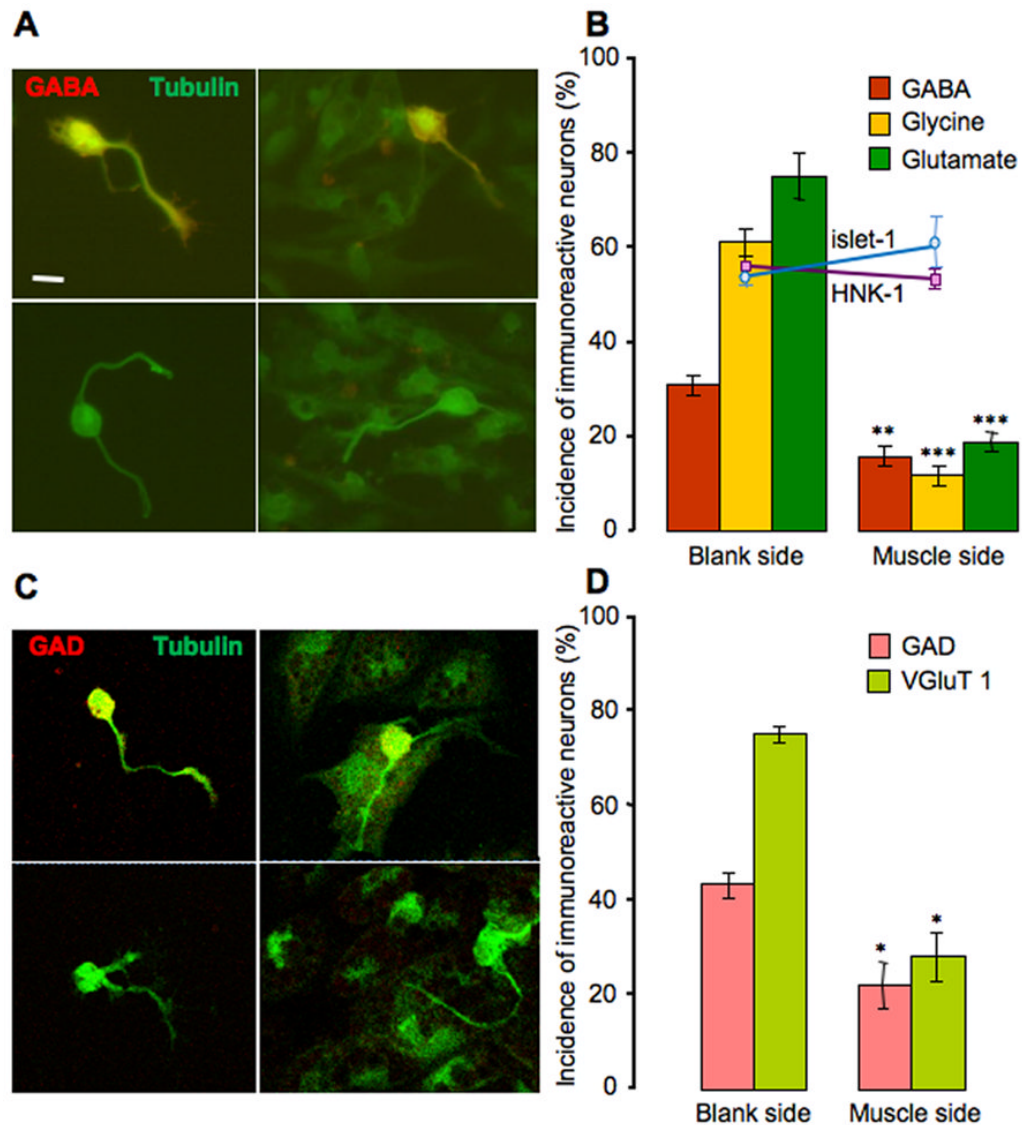 A
GABA Tubulin
B
Incidence of immunoreactive neurons (%)
100
80
60
40
20
0
GABA
Glycine
Glutamate
islet-1
HNK-1
** *** ***
Blank side Muscle side
C
GAD Tubulin
D
Incidence of immunoreactive neurons (%)
100
80
60
40
20
0
GAD
VGluT 1
* *
Blank side Muscle side